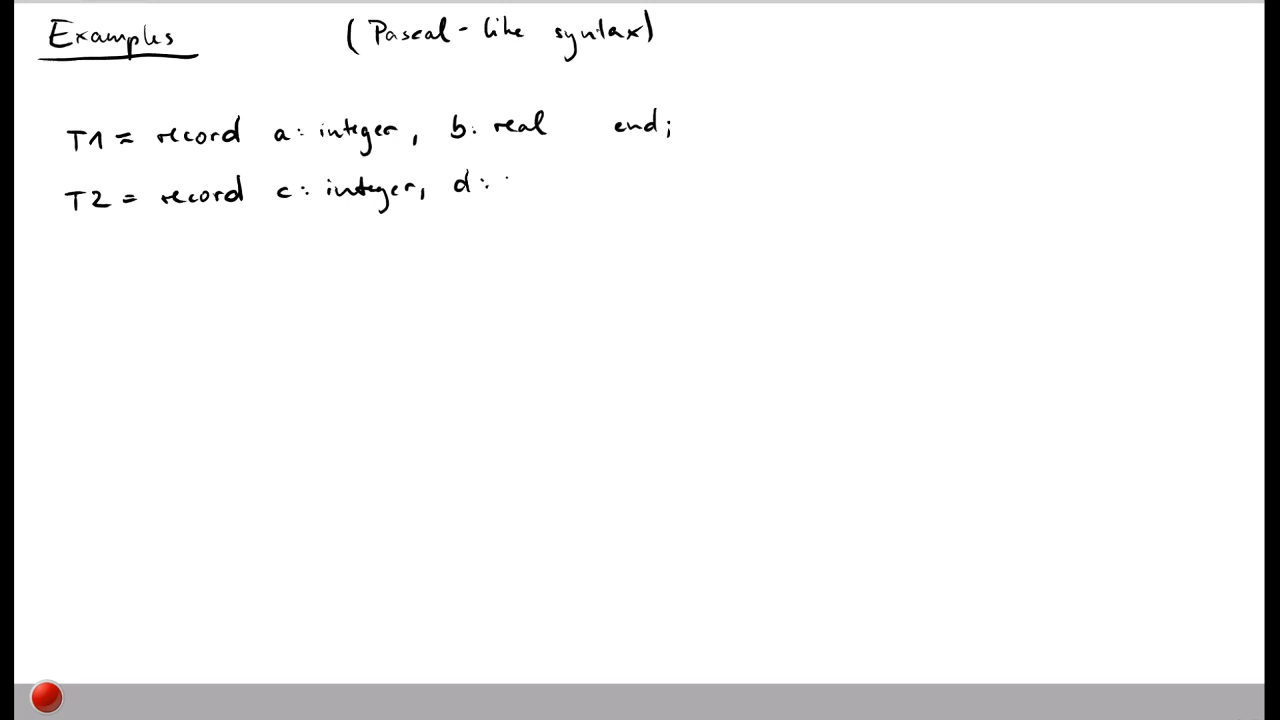 Examples (Pascal-like syntax)
T1 = record a: integer, b: real end;
T2 = record c: integer, d: